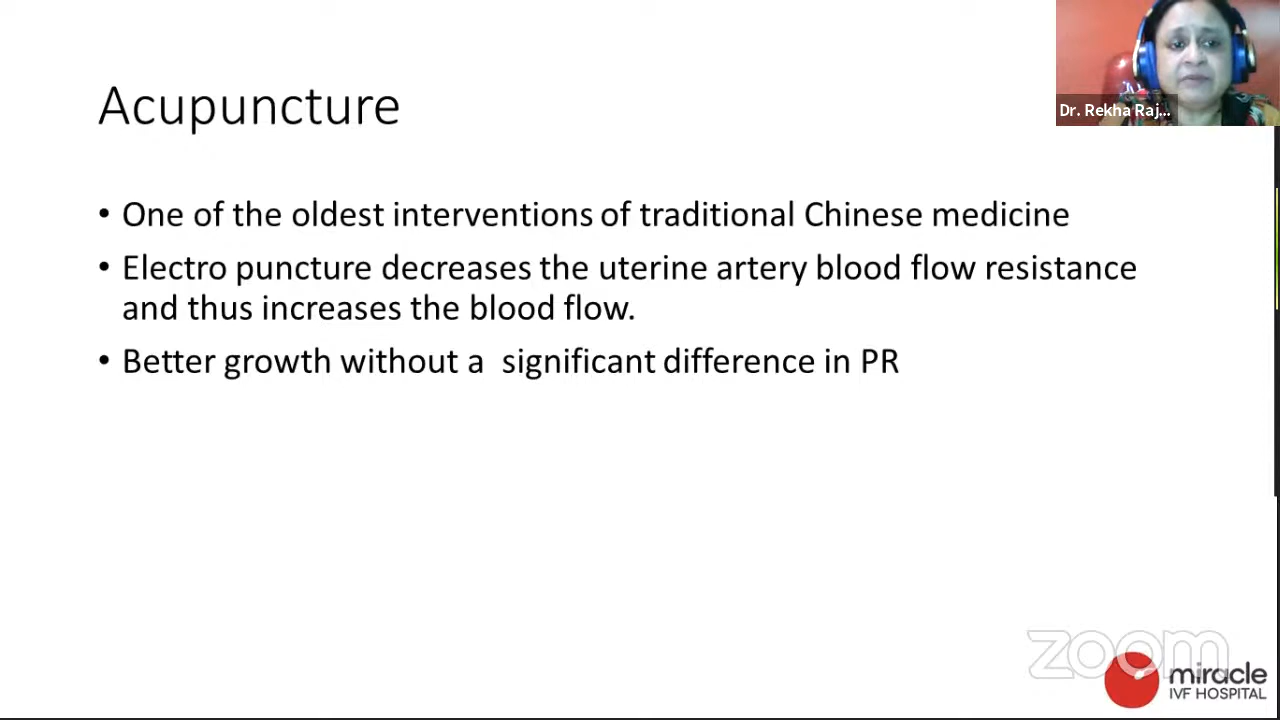 Acupuncture
Dr. Rekha Raj...
• One of the oldest interventions of traditional Chinese medicine
• Electro puncture decreases the uterine artery blood flow resistance
and thus increases the blood flow.
• Better growth without a significant difference in PR
zoom
miracle
IVF HOSPITAL